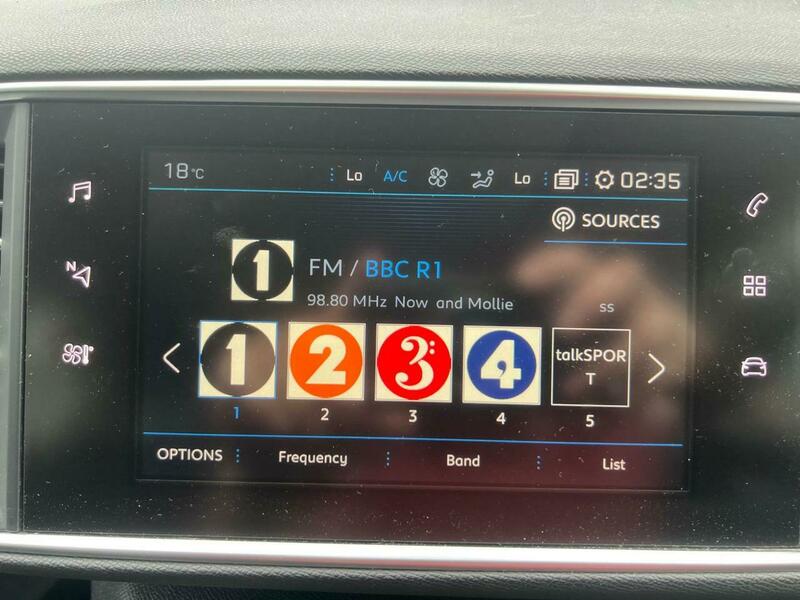 18°C Lo A/C Lo 02:35
N
SOURCES
1 FM / BBC R1
98.80 MHz Now and Mollie ss
1 2 3: 4 talkSPOR
T
1 2 3 4 5
OPTIONS Frequency Band List